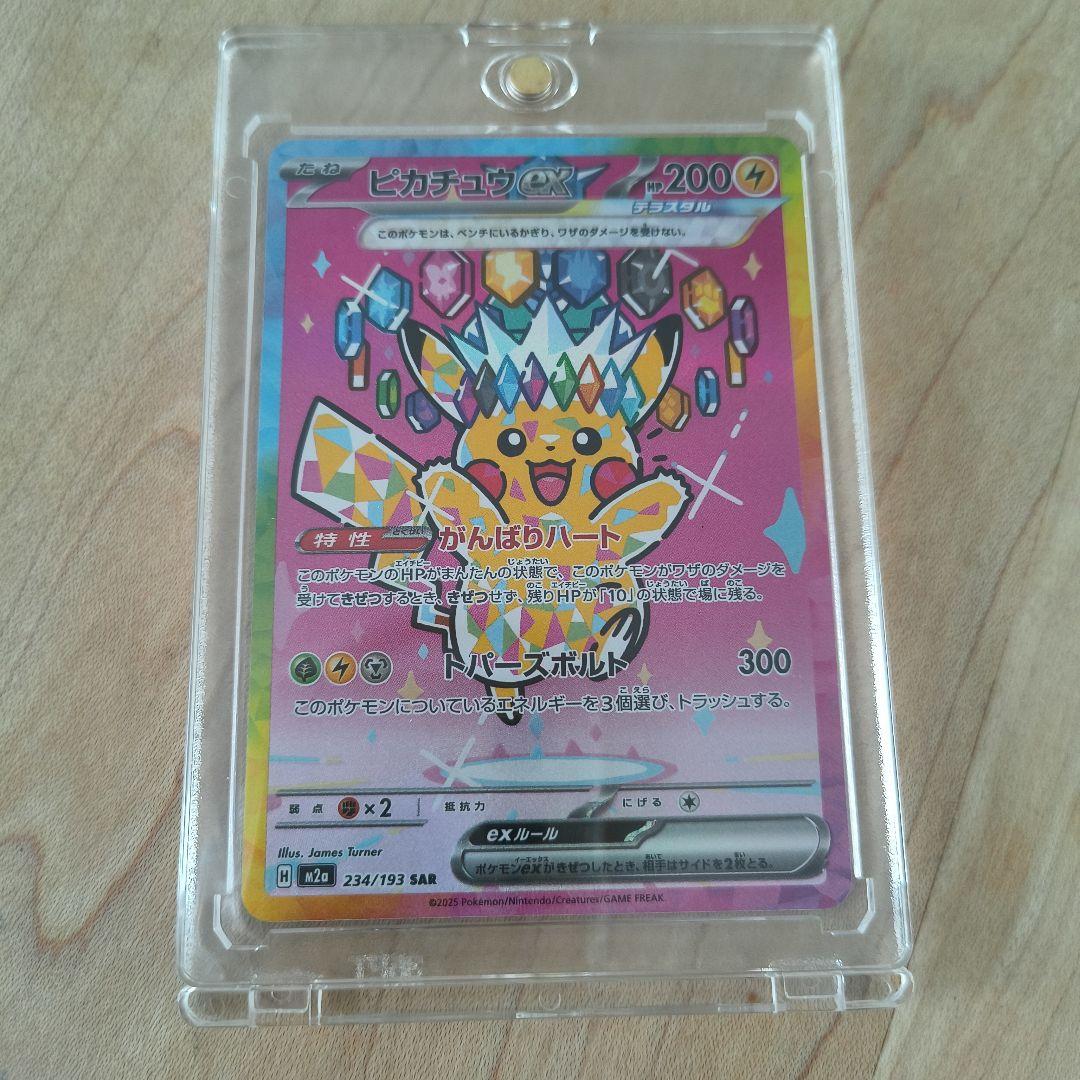 たね ピカチュウex HP200
テラスタル
このポケモンは、ベンチにいるかぎり、ワザのダメージを受けない。
特性 とくせい がんばりハート
このポケモンのHPがまんたんの状態で、このポケモンがワザのダメージを
受けてきぜつするとき、きぜつせず、残りHPが「10」の状態で場に残る。
トパーズボルト 300
このポケモンについているエネルギーを3個選び、トラッシュする。
弱点 ×2 抵抗力 にげる
exルール
ポケモンexがきぜつしたとき、相手はサイドを2枚とる。
Illus. James Turner
H M2a 234/193 SAR
©2025 Pokémon/Nintendo/Creatures/GAME FREAK.